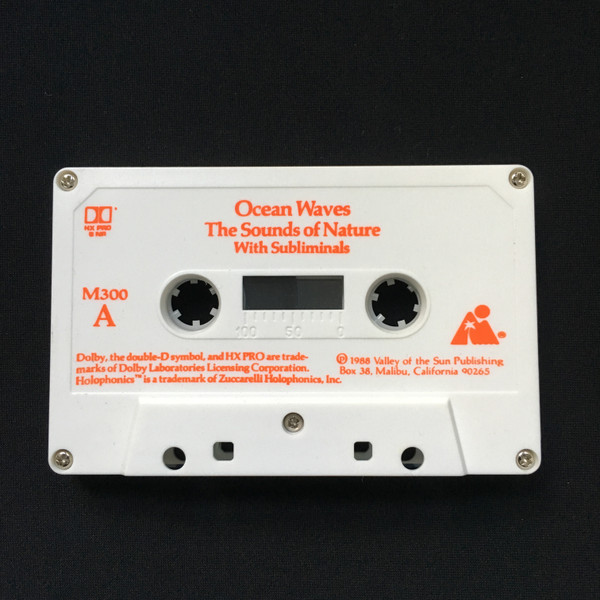 Ocean Waves
The Sounds of Nature
With Subliminals
HX PRO
B NR
M300
A
100 50 0
Dolby, the double-D symbol, and HX PRO are trade-
marks of Dolby Laboratories Licensing Corporation.
Holophonics™ is a trademark of Zuccarelli Holophonics, Inc.
℗ 1988 Valley of the Sun Publishing
Box 38, Malibu, California 90265
®